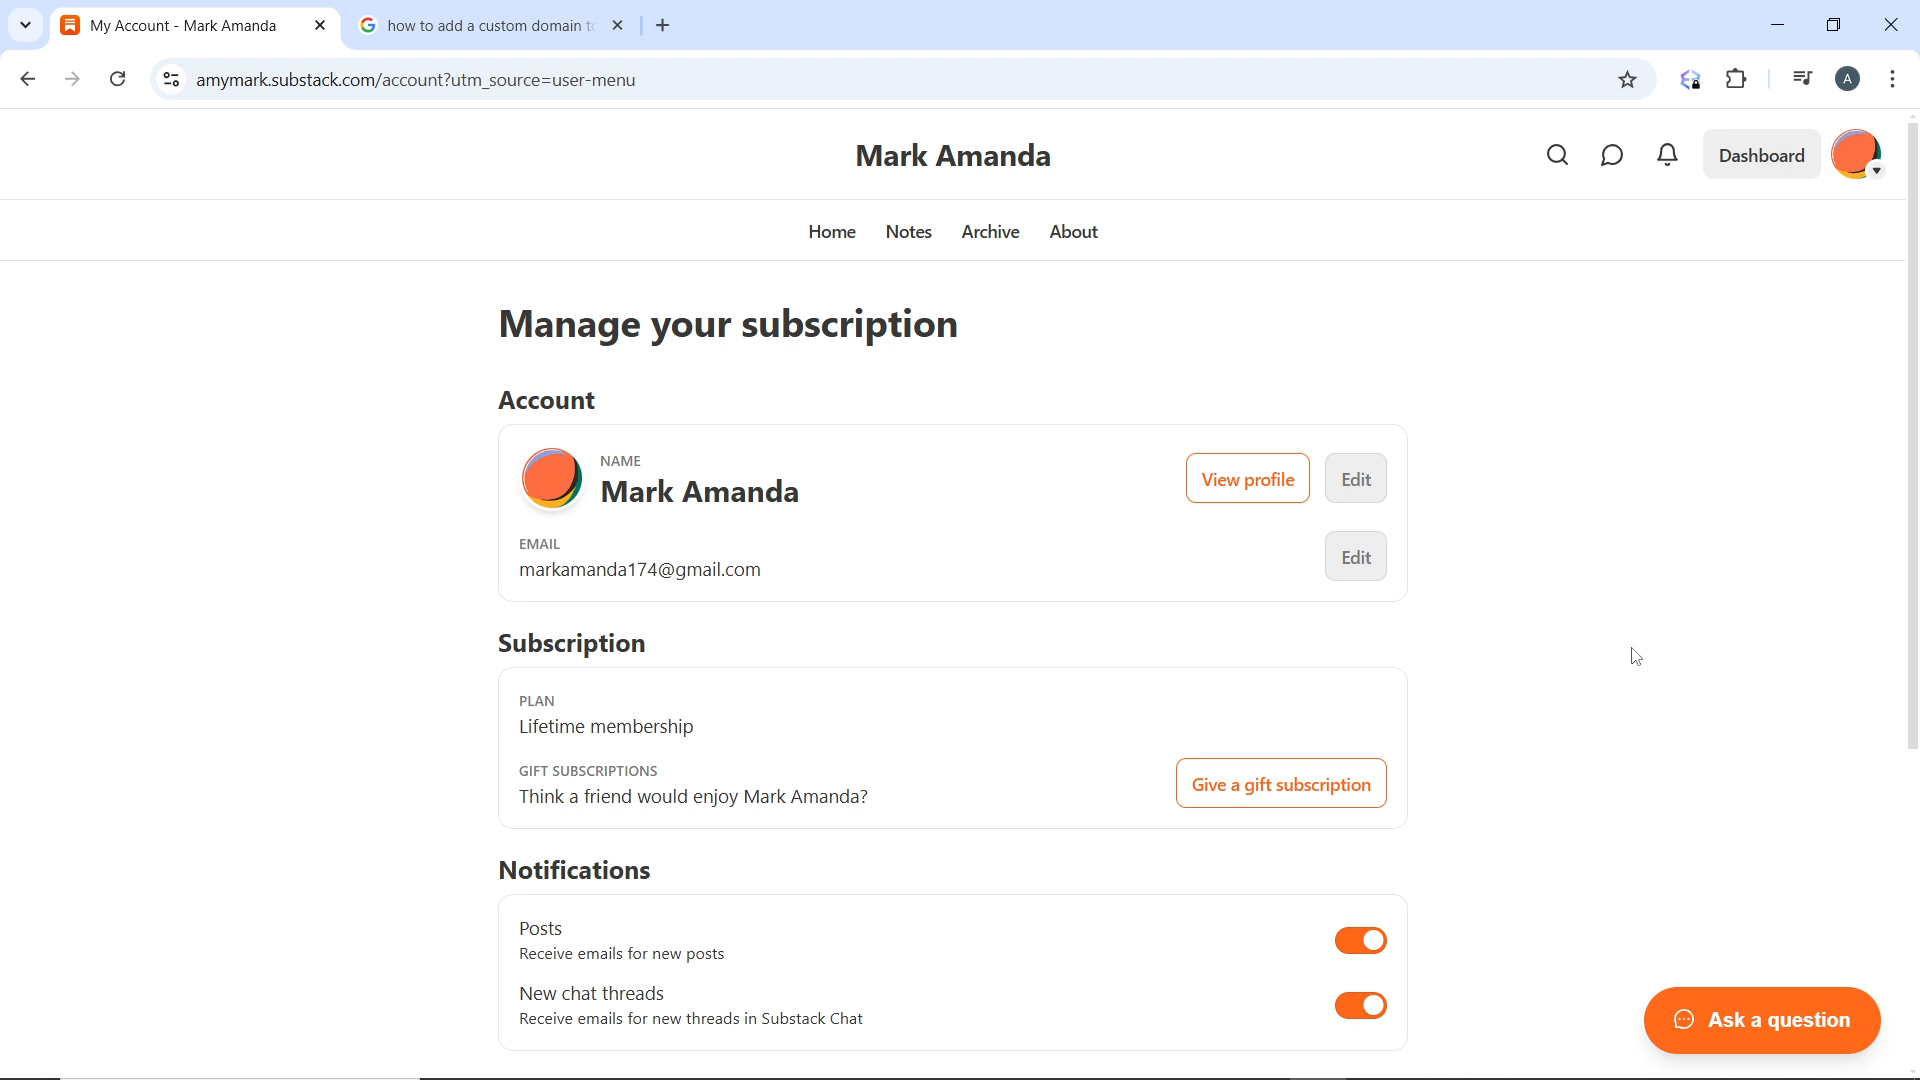 My Account - Mark Amanda
how to add a custom domain to
amymark.substack.com/account?utm_source=user-menu
A
Mark Amanda
Dashboard
Home Notes Archive About
Manage your subscription
Account
NAME
Mark Amanda
View profile
Edit
EMAIL
markamanda174@gmail.com
Edit
Subscription
PLAN
Lifetime membership
GIFT SUBSCRIPTIONS
Think a friend would enjoy Mark Amanda?
Give a gift subscription
Notifications
Posts
Receive emails for new posts
New chat threads
Receive emails for new threads in Substack Chat
Ask a question